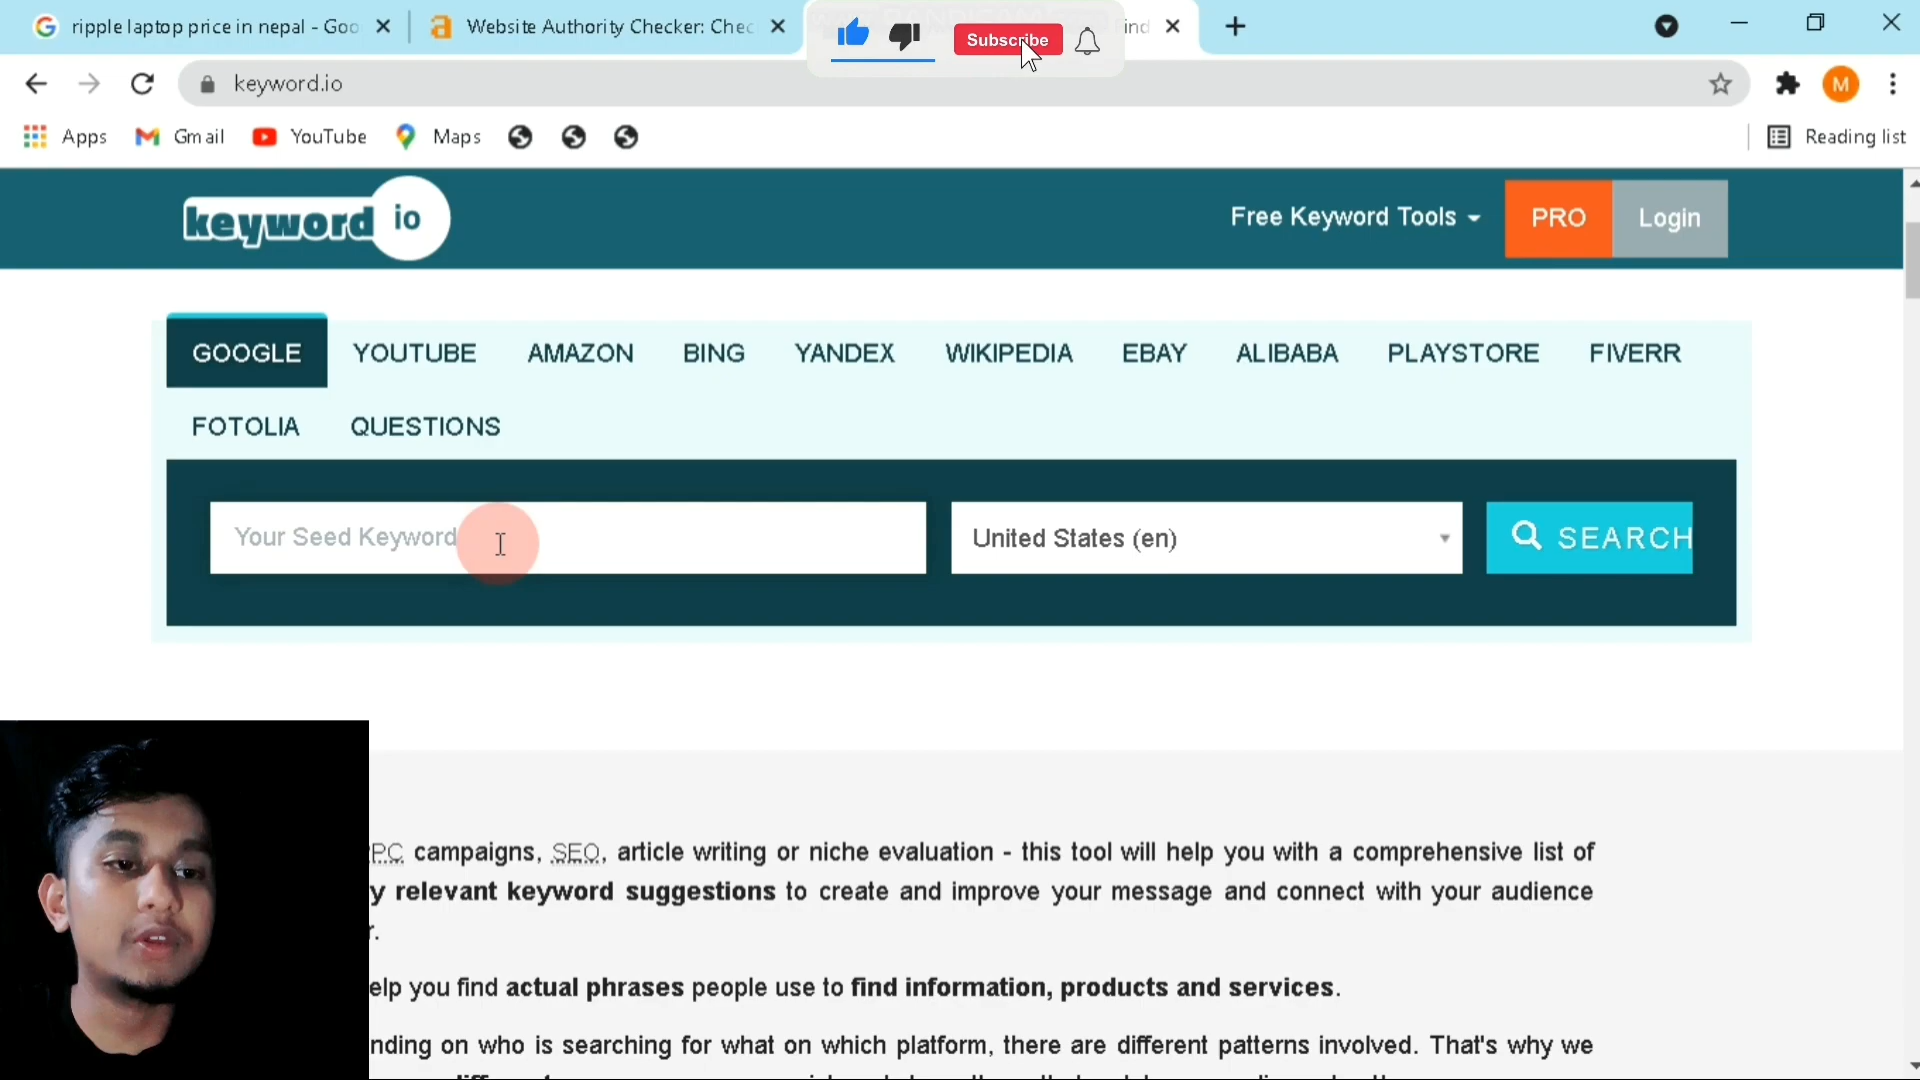 ripple laptop price in nepal - Goo
Website Authority Checker: Chec
ind
Subscribe
keyword.io
M
Apps
Gmail
YouTube
Maps
Reading list
keyword io
Free Keyword Tools
PRO
Login
GOOGLE
YOUTUBE
AMAZON
BING
YANDEX
WIKIPEDIA
EBAY
ALIBABA
PLAYSTORE
FIVERR
FOTOLIA
QUESTIONS
Your Seed Keyword
United States (en)
SEARCH
PC campaigns, SEO, article writing or niche evaluation - this tool will help you with a comprehensive list of
y relevant keyword suggestions to create and improve your message and connect with your audience
r.
elp you find actual phrases people use to find information, products and services.
nding on who is searching for what on which platform, there are different patterns involved. That's why we